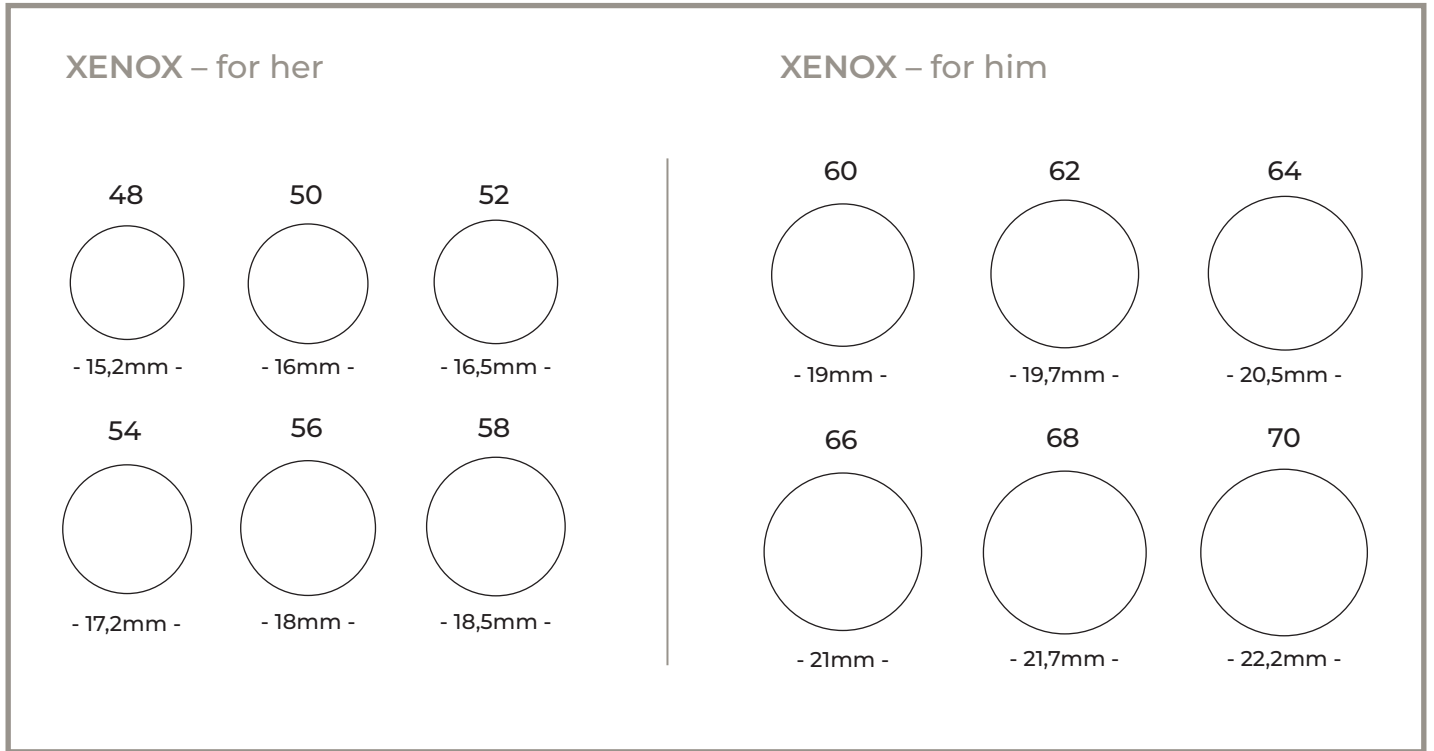 XENOX – for her
48 50 52
- 15,2mm - - 16mm - - 16,5mm -
54 56 58
- 17,2mm - - 18mm - - 18,5mm -
XENOX – for him
60 62 64
- 19mm - - 19,7mm - - 20,5mm -
66 68 70
- 21mm - - 21,7mm - - 22,2mm -